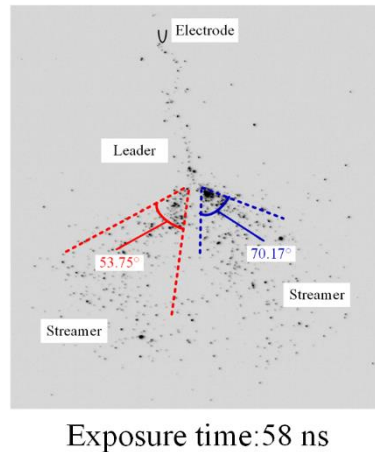 Electrode
Leader
53.75°
70.17°
Streamer
Streamer
Exposure time:58 ns